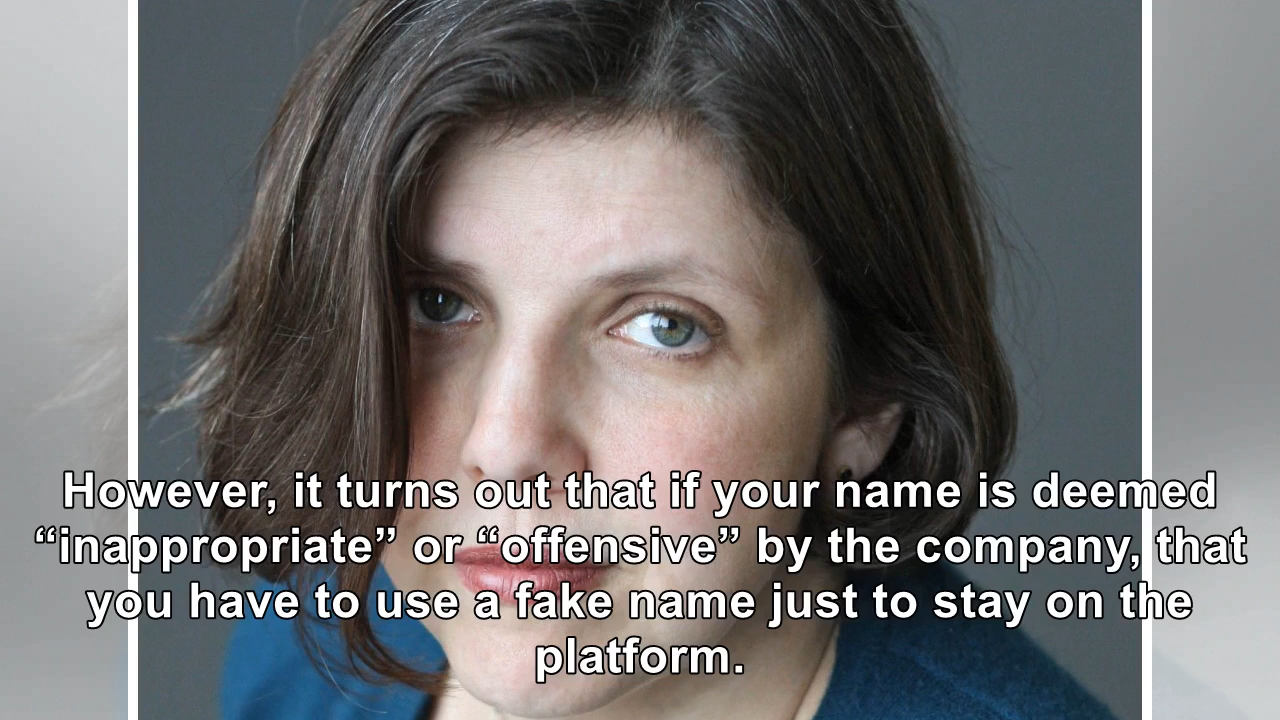 However, it turns out that if your name is deemed
“inappropriate” or “offensive” by the company, that
you have to use a fake name just to stay on the
platform.